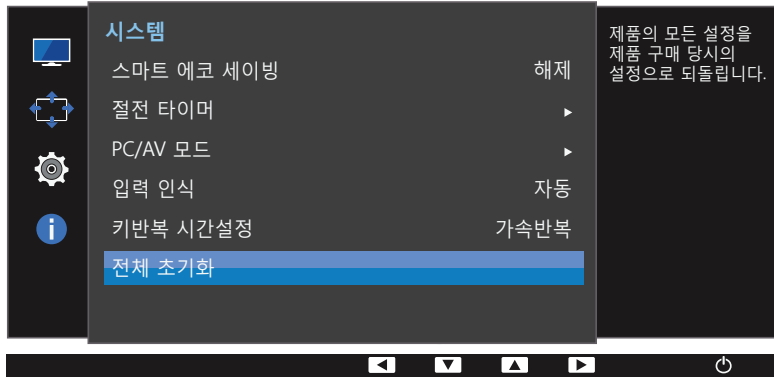 시스템
스마트 에코 세이빙 해제
절전 타이머
PC/AV 모드
입력 인식 자동
키반복 시간설정 가속반복
전체 초기화
제품의 모든 설정을
제품 구매 당시의
설정으로 되돌립니다.